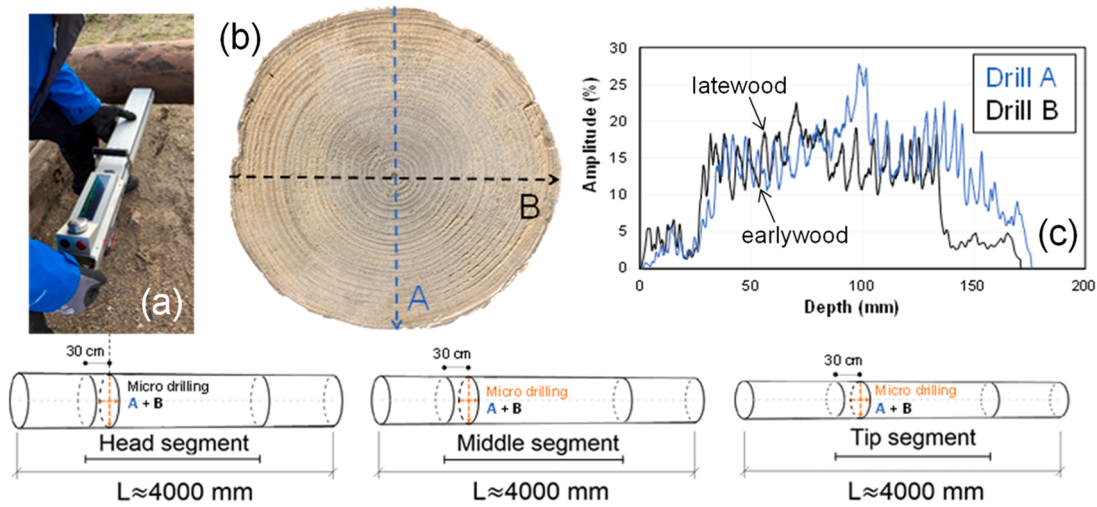 (a)
(b)
A
B
(c)
30
25
20
15
10
5
0
Amplitude (%)
latewood
earlywood
Drill A
Drill B
0
50
100
150
200
Depth (mm)
30 cm
Micro drilling
A + B
Head segment
L≈4000 mm
30 cm
Micro drilling
A + B
Middle segment
L≈4000 mm
30 cm
Micro drilling
A + B
Tip segment
L≈4000 mm